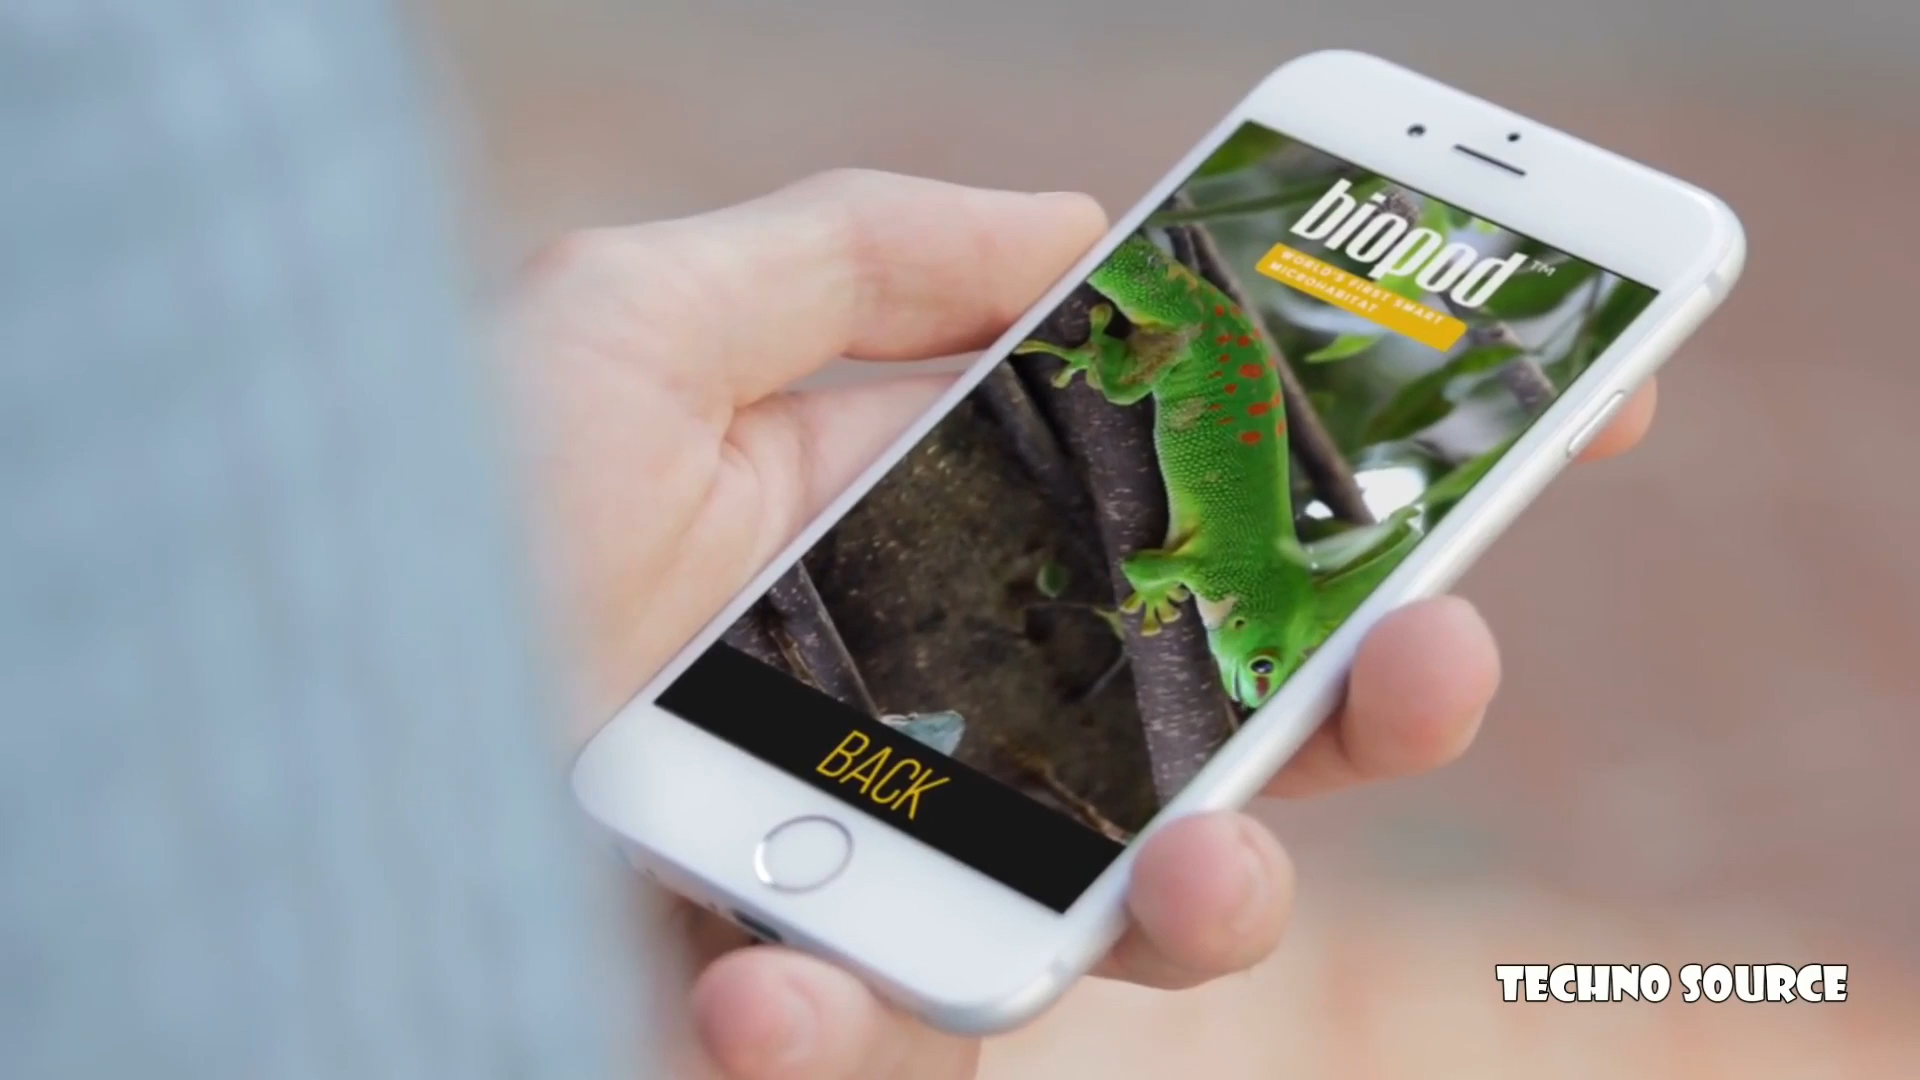 biopod™
WORLD'S FIRST SMART
MICROHABITAT
BACK
TECHNO SOURCE